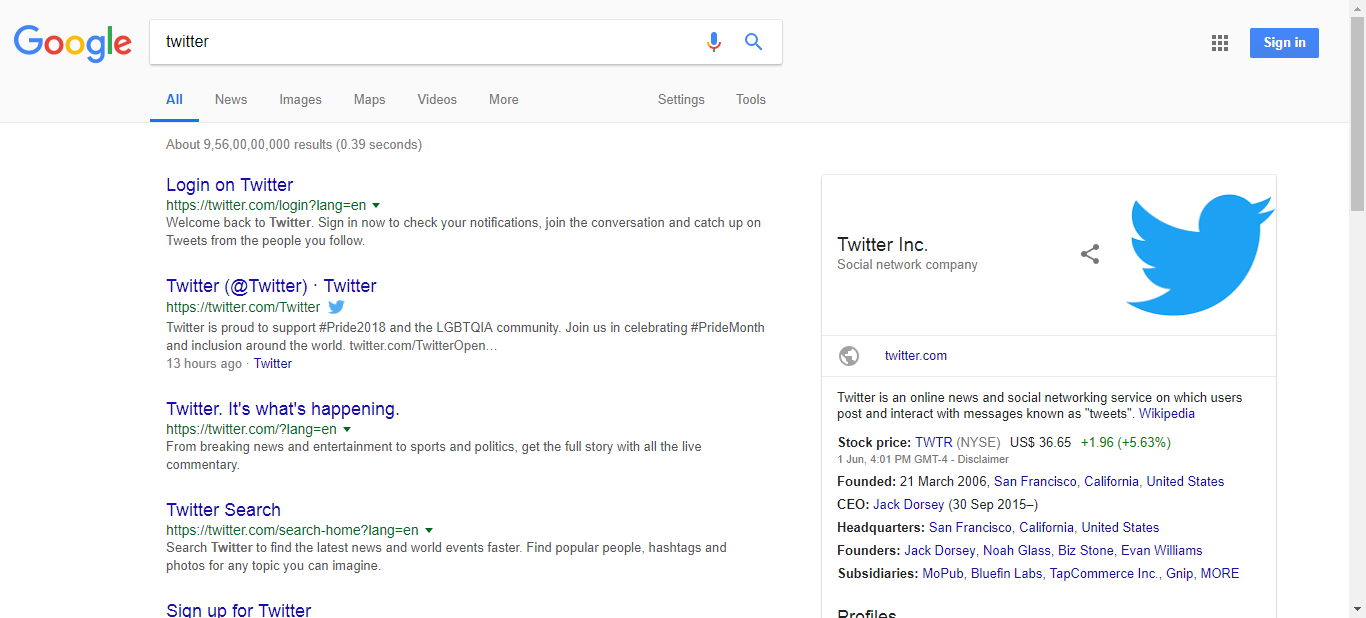 Google
twitter
Sign in
All News Images Maps Videos More Settings Tools
About 9,56,00,00,000 results (0.39 seconds)
Login on Twitter
https://twitter.com/login?lang=en
Welcome back to Twitter. Sign in now to check your notifications, join the conversation and catch up on
Tweets from the people you follow.
Twitter (@Twitter) · Twitter
https://twitter.com/Twitter
Twitter is proud to support #Pride2018 and the LGBTQIA community. Join us in celebrating #PrideMonth
and inclusion around the world. twitter.com/TwitterOpen…
13 hours ago · Twitter
Twitter. It's what's happening.
https://twitter.com/?lang=en
From breaking news and entertainment to sports and politics, get the full story with all the live
commentary.
Twitter Search
https://twitter.com/search-home?lang=en
Search Twitter to find the latest news and world events faster. Find popular people, hashtags and
photos for any topic you can imagine.
Sign up for Twitter
Twitter Inc.
Social network company
twitter.com
Twitter is an online news and social networking service on which users
post and interact with messages known as "tweets". Wikipedia
Stock price: TWTR (NYSE) US$ 36.65 +1.96 (+5.63%)
1 Jun, 4:01 PM GMT-4 - Disclaimer
Founded: 21 March 2006, San Francisco, California, United States
CEO: Jack Dorsey (30 Sep 2015–)
Headquarters: San Francisco, California, United States
Founders: Jack Dorsey, Noah Glass, Biz Stone, Evan Williams
Subsidiaries: MoPub, Bluefin Labs, TapCommerce Inc., Gnip, MORE
Profiles